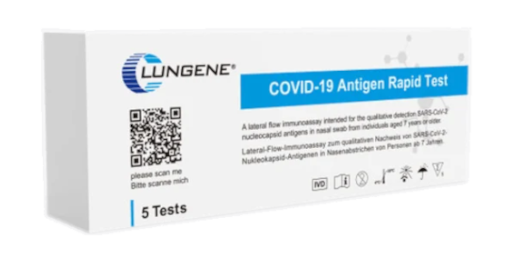 CLUNGENE®
COVID-19 Antigen Rapid Test
A lateral flow immunoassay intended for the qualitative detection SARS-CoV-2
nucleocapsid antigens in nasal swab from individuals aged 7 years or older.
Lateral-Flow-Immunoassay zum qualitativen Nachweis von SARS-CoV-2-
Nukleokapsid-Antigenen in Nasenabstrichen von Personen ab 7 Jahren.
please scan me
Bitte scanne mich
IVD
5 Tests